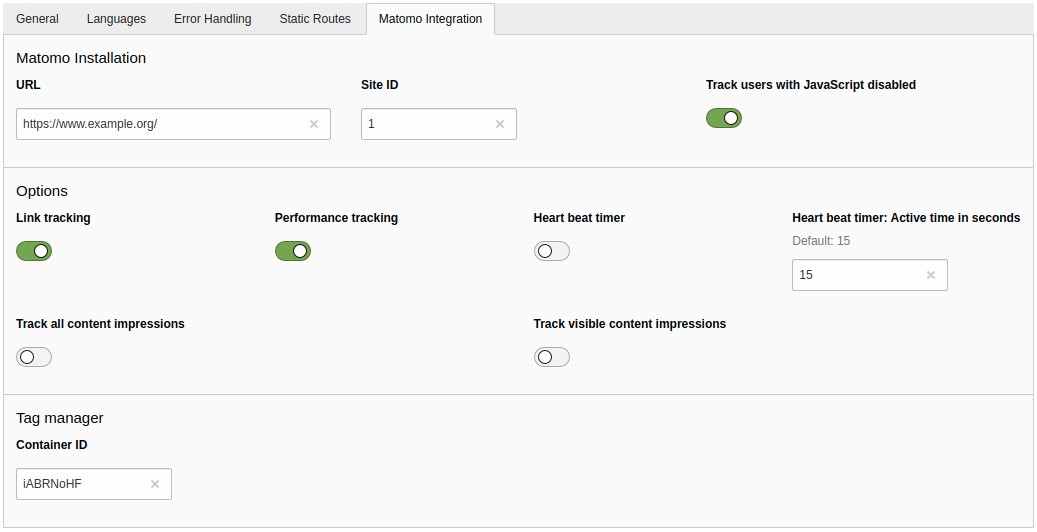 General Languages Error Handling Static Routes Matomo Integration
Matomo Installation
URL Site ID Track users with JavaScript disabled
https://www.example.org/ 1
Options
Link tracking Performance tracking Heart beat timer Heart beat timer: Active time in seconds
Default: 15
15
Track all content impressions Track visible content impressions
Tag manager
Container ID
iABRNoHF